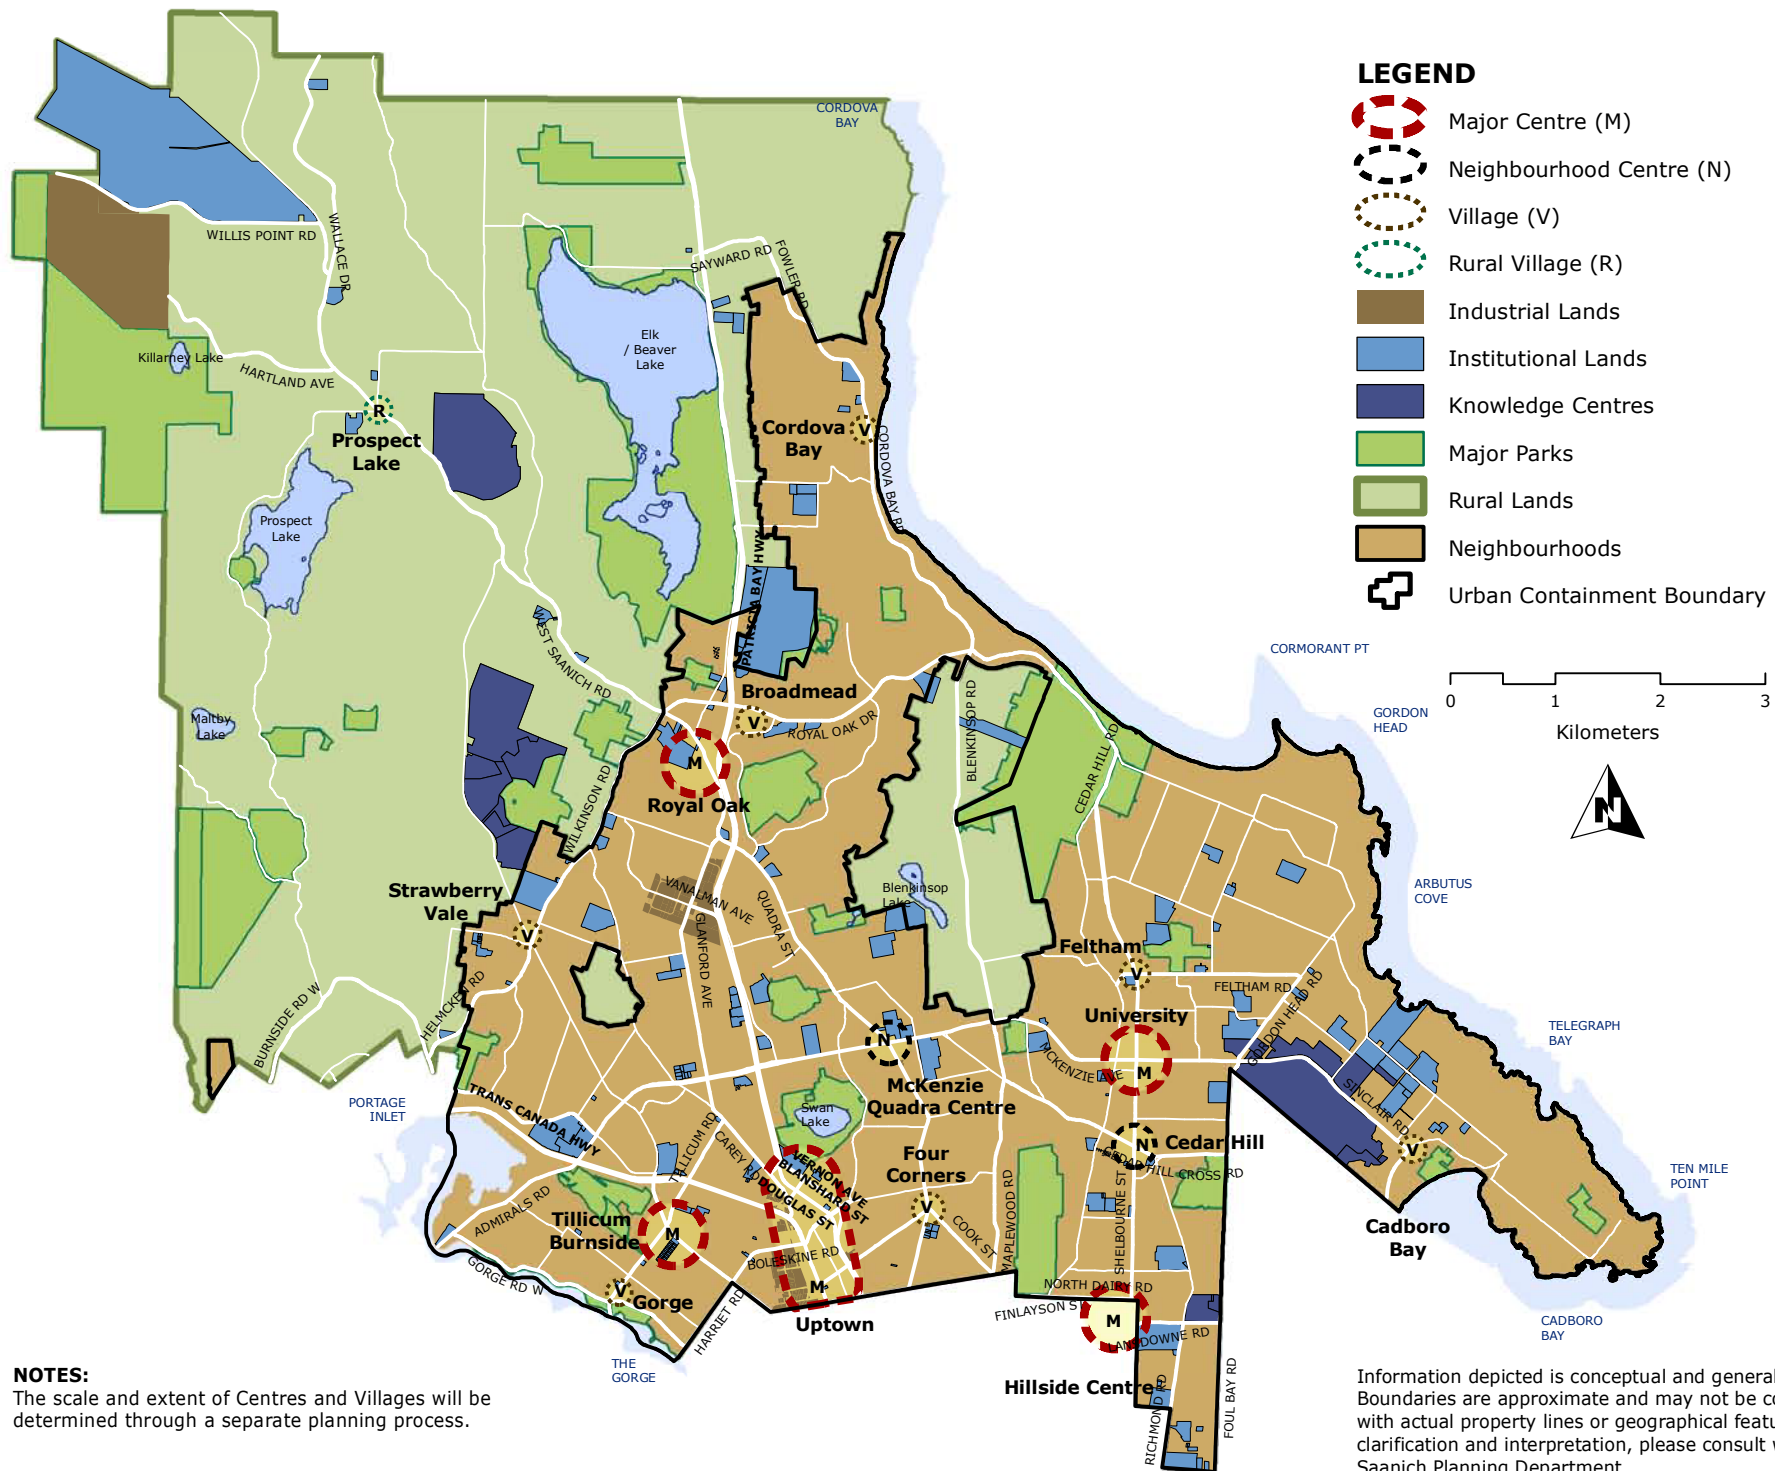 LEGEND
Major Centre (M)
Neighbourhood Centre (N)
Village (V)
Rural Village (R)
Industrial Lands
Institutional Lands
Knowledge Centres
Major Parks
Rural Lands
Neighbourhoods
Urban Containment Boundary
0 1 2 3
Kilometers
N
CORDOVA
BAY
WILLIS POINT RD
WALLACE DR
SAYWARD RD
FOWLER RD
Elk
/ Beaver
Lake
Killarney Lake
HARTLAND AVE
R
Prospect
Lake
Cordova
Bay
V
CORDOVA BAY RD
Prospect
Lake
PATRICIA BAY HWY
WEST SAANICH RD
CORMORANT PT
GORDON
HEAD
Maltby
Lake
Broadmead
V
ROYAL OAK DR
BLENKINSOP RD
CEDAR HILL RD
M
Royal Oak
WILKINSON RD
Strawberry
Vale
V
VANALMAN AVE
GLANFORD AVE
QUADRA ST
Blenkinsop
Lake
ARBUTUS
COVE
Feltham
V
FELTHAM RD
GORDON HEAD RD
HELMCKEN RD
BURNSIDE RD W
University
M
TELEGRAPH
BAY
N
McKenzie
Quadra Centre
MCKENZIE AVE
SINCLAIR RD
PORTAGE
INLET
TRANS CANADA HWY
TILLICUM RD
CAREY RD
Swan
Lake
VERNON AVE
BLANSHARD ST
DOUGLAS ST
Four
Corners
V
COOK ST
MAPLEWOOD RD
N
Cedar Hill
CEDAR HILL CROSS RD
SHELBOURNE ST
V
Cadboro
Bay
TEN MILE
POINT
ADMIRALS RD
Tillicum
Burnside
M
BOLESKINE RD
GORGE RD W
V
Gorge
HARRIET RD
M
Uptown
NORTH DAIRY RD
FINLAYSON ST
M
LANSDOWNE RD
Hillside Centre
RICHMOND RD
FOUL BAY RD
CADBORO
BAY
THE
GORGE
NOTES:
The scale and extent of Centres and Villages will be
determined through a separate planning process.
Information depicted is conceptual and general
Boundaries are approximate and may not be
with actual property lines or geographical
clarification and interpretation, please consult
Saanich Planning Department